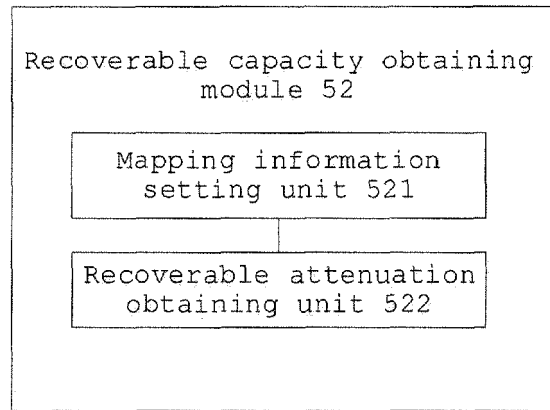 Recoverable capacity obtaining
module 52
Mapping information
setting unit 521
Recoverable attenuation
obtaining unit 522